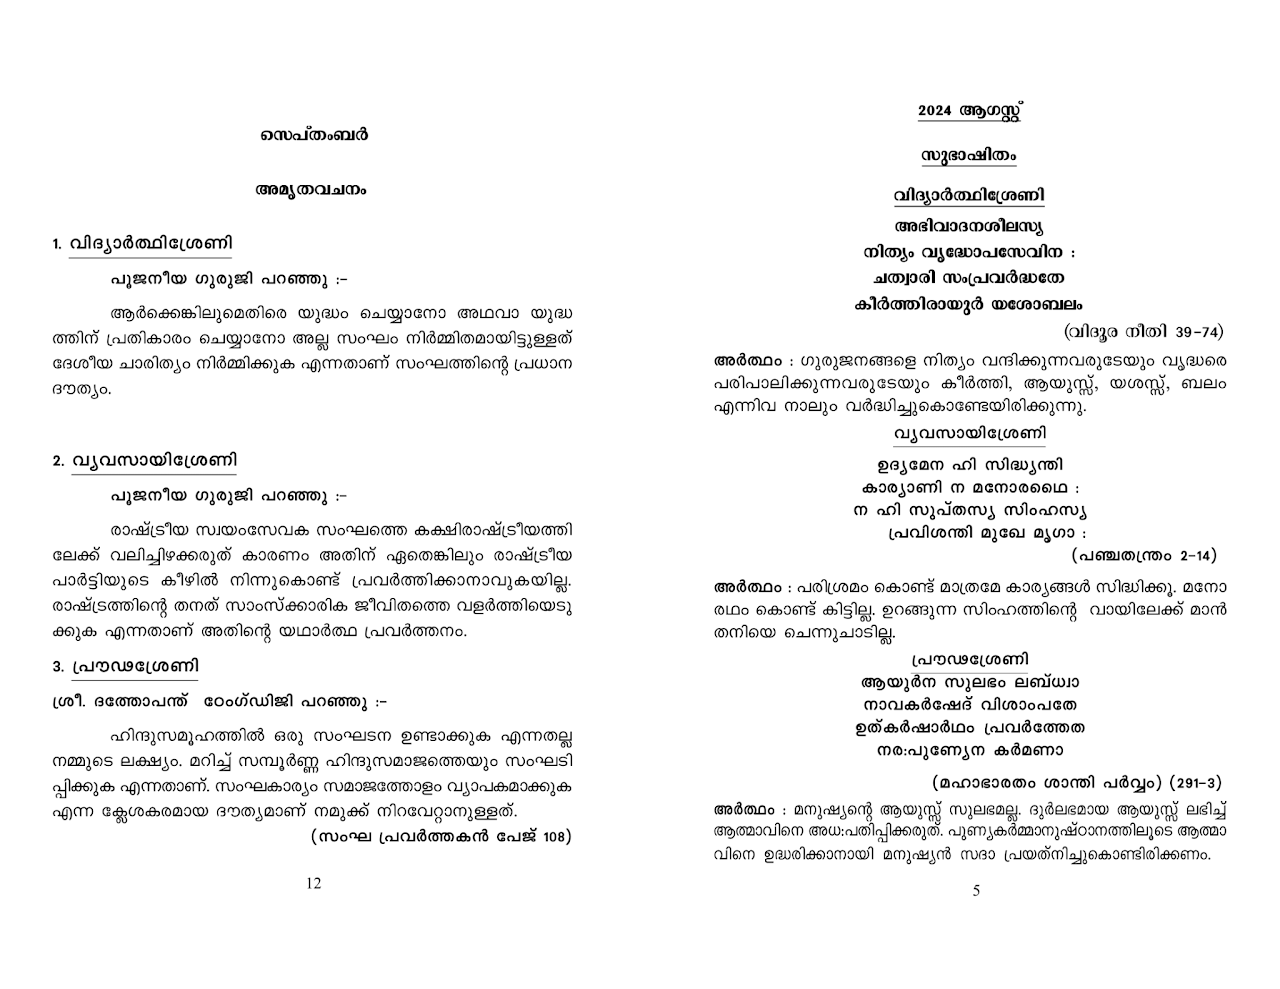 സെപ്തംബർ
അമൃതവചനം
1. വിദ്യാർത്ഥിശ്രേണി
പൂജനീയ ഗുരുജി പറഞ്ഞു :-
ആർക്കെങ്കിലുമെതിരെ യുദ്ധം ചെയ്യാനോ അഥവാ യുദ്ധ
ത്തിന് പ്രതികാരം ചെയ്യാനോ അല്ല സംഘം നിർമ്മിതമായിട്ടുള്ളത്
ദേശീയ ചാരിത്യം നിർമ്മിക്കുക എന്നതാണ് സംഘത്തിന്റെ പ്രധാന
ദൗത്യം.
2. വ്യവസായിശ്രേണി
പൂജനീയ ഗുരുജി പറഞ്ഞു :-
രാഷ്ട്രീയ സ്വയംസേവക സംഘത്തെ കക്ഷിരാഷ്ട്രീയത്തി
ലേക്ക് വലിച്ചിഴക്കരുത് കാരണം അതിന് ഏതെങ്കിലും രാഷ്ട്രീയ
പാർട്ടിയുടെ കീഴിൽ നിന്നുകൊണ്ട് പ്രവർത്തിക്കാനാവുകയില്ല.
രാഷ്ട്രത്തിന്റെ തനത് സാംസ്ക്കാരിക ജീവിതത്തെ വളർത്തിയെടു
ക്കുക എന്നതാണ് അതിന്റെ യഥാർത്ഥ പ്രവർത്തനം.
3. പ്രൗഢശ്രേണി
ശ്രീ. ദത്തോപന്ത് ഠേംഗ്ഡിജി പറഞ്ഞു :-
ഹിന്ദുസമൂഹത്തിൽ ഒരു സംഘടന ഉണ്ടാക്കുക എന്നതല്ല
നമ്മുടെ ലക്ഷ്യം. മറിച്ച് സമ്പൂർണ്ണ ഹിന്ദുസമാജത്തെയും സംഘടി
പ്പിക്കുക എന്നതാണ്. സംഘകാര്യം സമാജത്തോളം വ്യാപകമാക്കുക
എന്ന ക്ലേശകരമായ ദൗത്യമാണ് നമുക്ക് നിറവേറ്റാനുള്ളത്.
(സംഘ പ്രവർത്തകൻ പേജ് 108)
12
2024 ആഗസ്റ്റ്
സുഭാഷിതം
വിദ്യാർത്ഥിശ്രേണി
അഭിവാദനശീലസ്യ
നിത്യം വൃദ്ധോപസേവിന :
ചത്വാരി സംപ്രവർദ്ധതേ
കീർത്തിരായുർ യശോബലം
(വിദൂര നീതി 39-74)
അർത്ഥം : ഗുരുജനങ്ങളെ നിത്യം വന്ദിക്കുന്നവരുടേയും വൃദ്ധരെ
പരിപാലിക്കുന്നവരുടേയും കീർത്തി, ആയുസ്സ്, യശസ്സ്, ബലം
എന്നിവ നാലും വർദ്ധിച്ചുകൊണ്ടേയിരിക്കുന്നു.
വ്യവസായിശ്രേണി
ഉദ്യമേന ഹി സിദ്ധ്യന്തി
കാര്യാണി ന മനോരഥൈ :
ന ഹി സുപ്തസ്യ സിംഹസ്യ
പ്രവിശന്തി മുഖേ മൃഗാ :
(പഞ്ചതന്ത്രം 2-14)
അർത്ഥം : പരിശ്രമം കൊണ്ട് മാത്രമേ കാര്യങ്ങൾ സിദ്ധിക്കൂ. മനോ
രഥം കൊണ്ട് കിട്ടില്ല. ഉറങ്ങുന്ന സിംഹത്തിന്റെ വായിലേക്ക് മാൻ
തനിയെ ചെന്നുചാടില്ല.
പ്രൗഢശ്രേണി
ആയുർന സുലഭം ലബ്ധ്വാ
നാവകർഷേദ് വിശാംപതേ
ഉത്കർഷാർഥം പ്രവർത്തേത
നര:പുണ്യേന കർമണാ
(മഹാഭാരതം ശാന്തി പർവ്വം) (291-3)
അർത്ഥം : മനുഷ്യന്റെ ആയുസ്സ് സുലഭമല്ല. ദുർലഭമായ ആയുസ്സ് ലഭിച്ച്
ആത്മാവിനെ അധ:പതിപ്പിക്കരുത്. പുണ്യകർമ്മാനുഷ്ഠാനത്തിലൂടെ ആത്മാ
വിനെ ഉദ്ധരിക്കാനായി മനുഷ്യൻ സദാ പ്രയത്നിച്ചുകൊണ്ടിരിക്കണം.
5